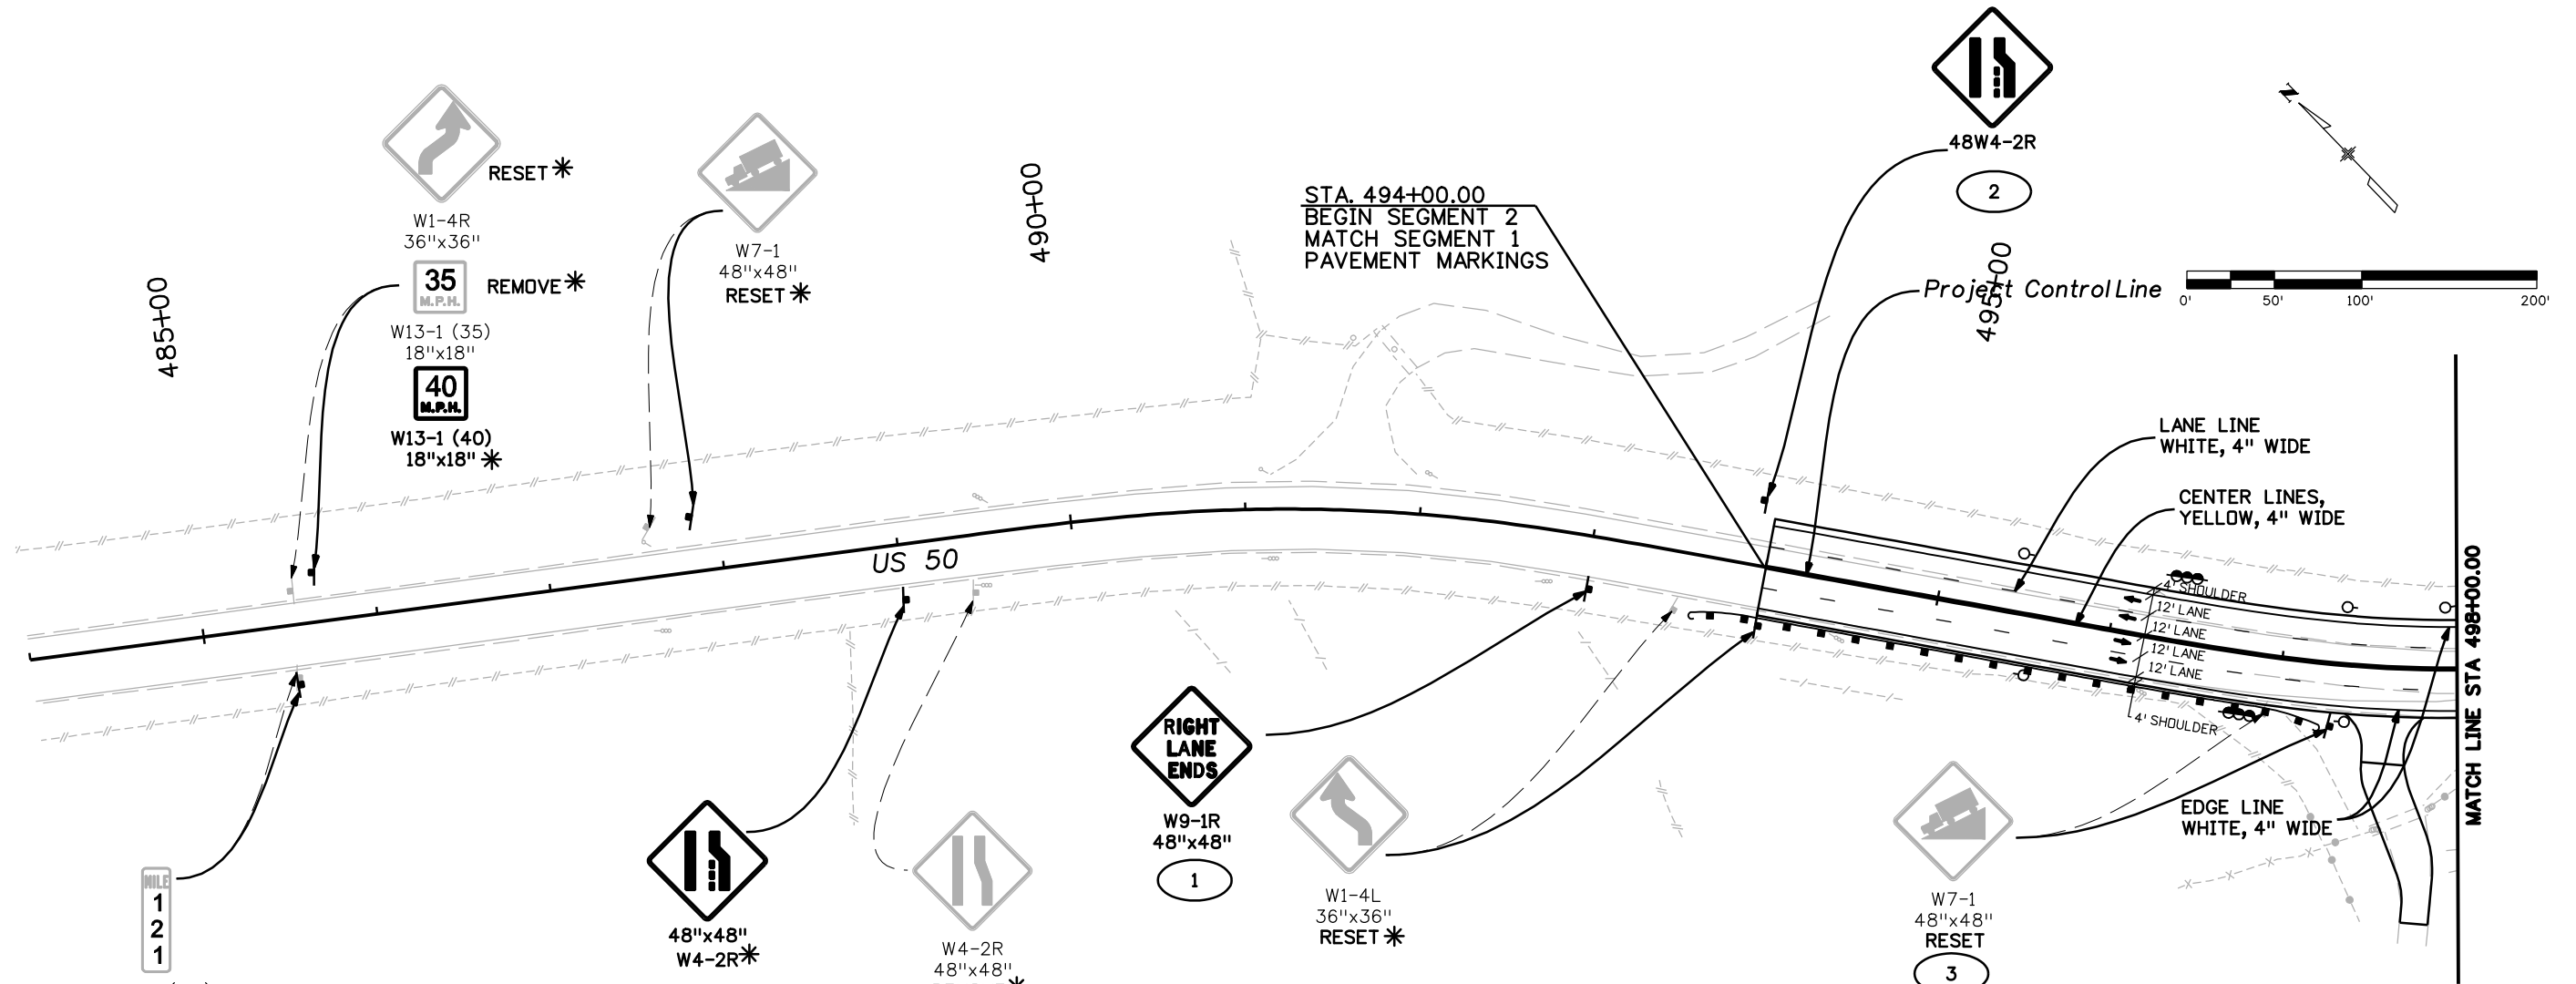 48W4-2R
2
N
RESET *
W1-4R
36"x36"
35
M.P.H.
REMOVE *
W13-1 (35)
18"x18"
40
M.P.H.
W13-1 (40)
18"x18" *
W7-1
48"x48"
RESET *
485+00
490+00
495+00
STA. 494+00.00
BEGIN SEGMENT 2
MATCH SEGMENT 1
PAVEMENT MARKINGS
Project Control Line
0' 50' 100' 200'
LANE LINE
WHITE, 4" WIDE
CENTER LINES,
YELLOW, 4" WIDE
US 50
4' SHOULDER
12' LANE
12' LANE
12' LANE
12' LANE
4' SHOULDER
MATCH LINE STA 498+00.00
EDGE LINE
WHITE, 4" WIDE
MILE
1
2
1
48"x48"
W4-2R *
W4-2R
48"x48"
RIGHT
LANE
ENDS
W9-1R
48"x48"
1
W1-4L
36"x36"
RESET *
W7-1
48"x48"
RESET
3